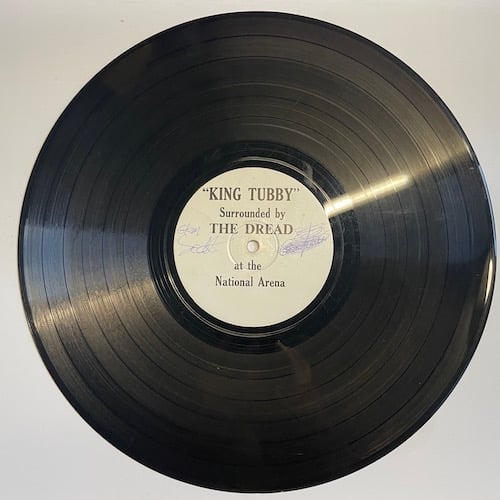 "KING TUBBY"
Surrounded by
THE DREAD
at the
National Arena